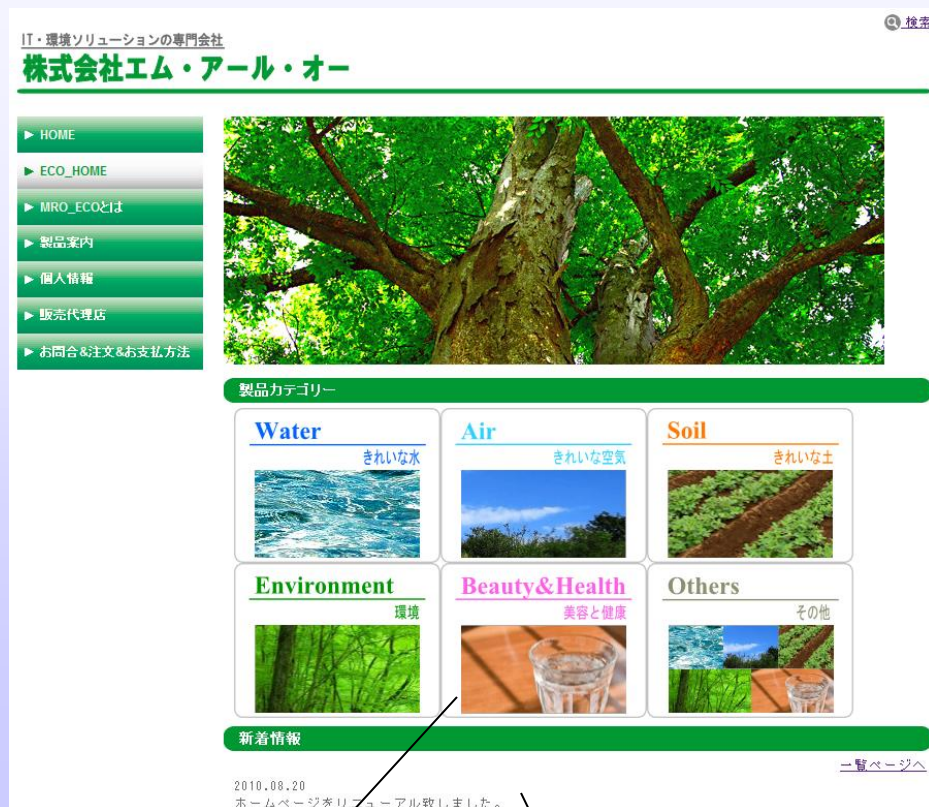 検索
IT・環境ソリューションの専門会社
株式会社エム・アール・オー
HOME
ECO_HOME
MRO_ECOとは
製品案内
個人情報
販売代理店
お問合&注文&お支払方法
製品カテゴリー
Water
きれいな水
Air
きれいな空気
Soil
きれいな土
Environment
環境
Beauty&Health
美容と健康
Others
その他
新着情報
一覧ページへ
2010.08.20
ホームページをリニューアル致しました。